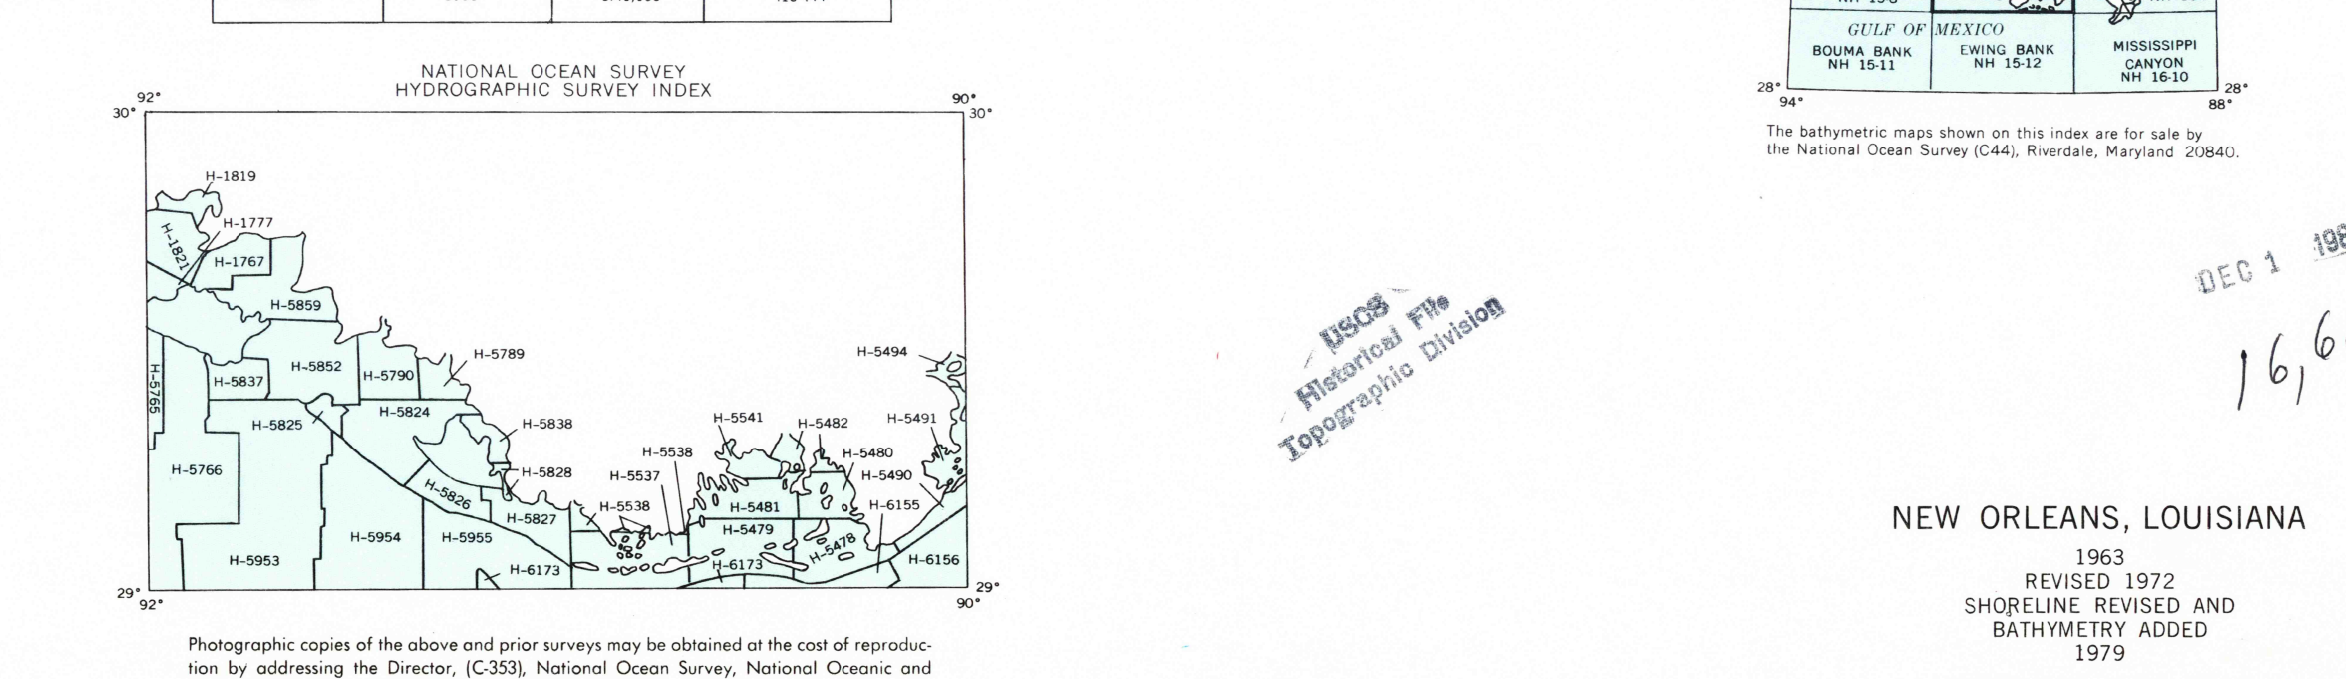 NATIONAL OCEAN SURVEY
HYDROGRAPHIC SURVEY INDEX
92°
90°
30°
30°
H-1819
H-1777
H-1821
H-1767
H-5859
H-5789
H-5494
H-5852
H-5790
H-5837
H-5765
H-5824
H-5825
H-5838
H-5541
H-5482
H-5491
H-5766
H-5828
H-5538
H-5480
H-5537
H-5490
H-5826
H-5538
H-5481
H-6155
H-5827
H-5479
H-5954
H-5955
H-5478
H-5953
H-6173
H-6173
H-6156
29°
29°
92°
90°
Photographic copies of the above and prior surveys may be obtained at the cost of reproduc-
tion by addressing the Director, (C-353), National Ocean Survey, National Oceanic and
USGS
Historical File
Topographic Division
GULF OF MEXICO
BOUMA BANK
NH 15-11
EWING BANK
NH 15-12
MISSISSIPPI
CANYON
NH 16-10
28°
28°
94°
88°
The bathymetric maps shown on this index are for sale by
the National Ocean Survey (C44), Riverdale, Maryland 20840.
DEC 1 198
16,6
NEW ORLEANS, LOUISIANA
1963
REVISED 1972
SHORELINE REVISED AND
BATHYMETRY ADDED
1979